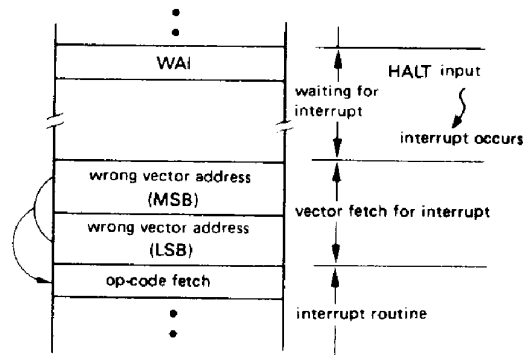 WAI
HALT input
waiting for
interrupt
interrupt occurs
wrong vector address
(MSB)
vector fetch for interrupt
wrong vector address
(LSB)
op-code fetch
interrupt routine